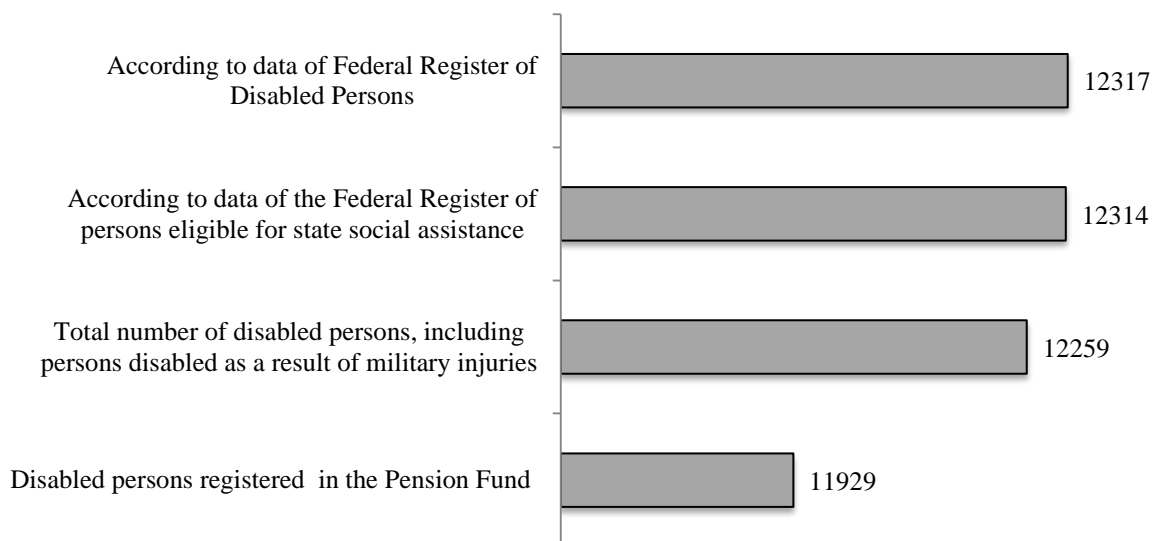 According to data of Federal Register of
Disabled Persons
12317
According to data of the Federal Register of
persons eligible for state social assistance
12314
Total number of disabled persons, including
persons disabled as a result of military injuries
12259
Disabled persons registered  in the Pension Fund
11929